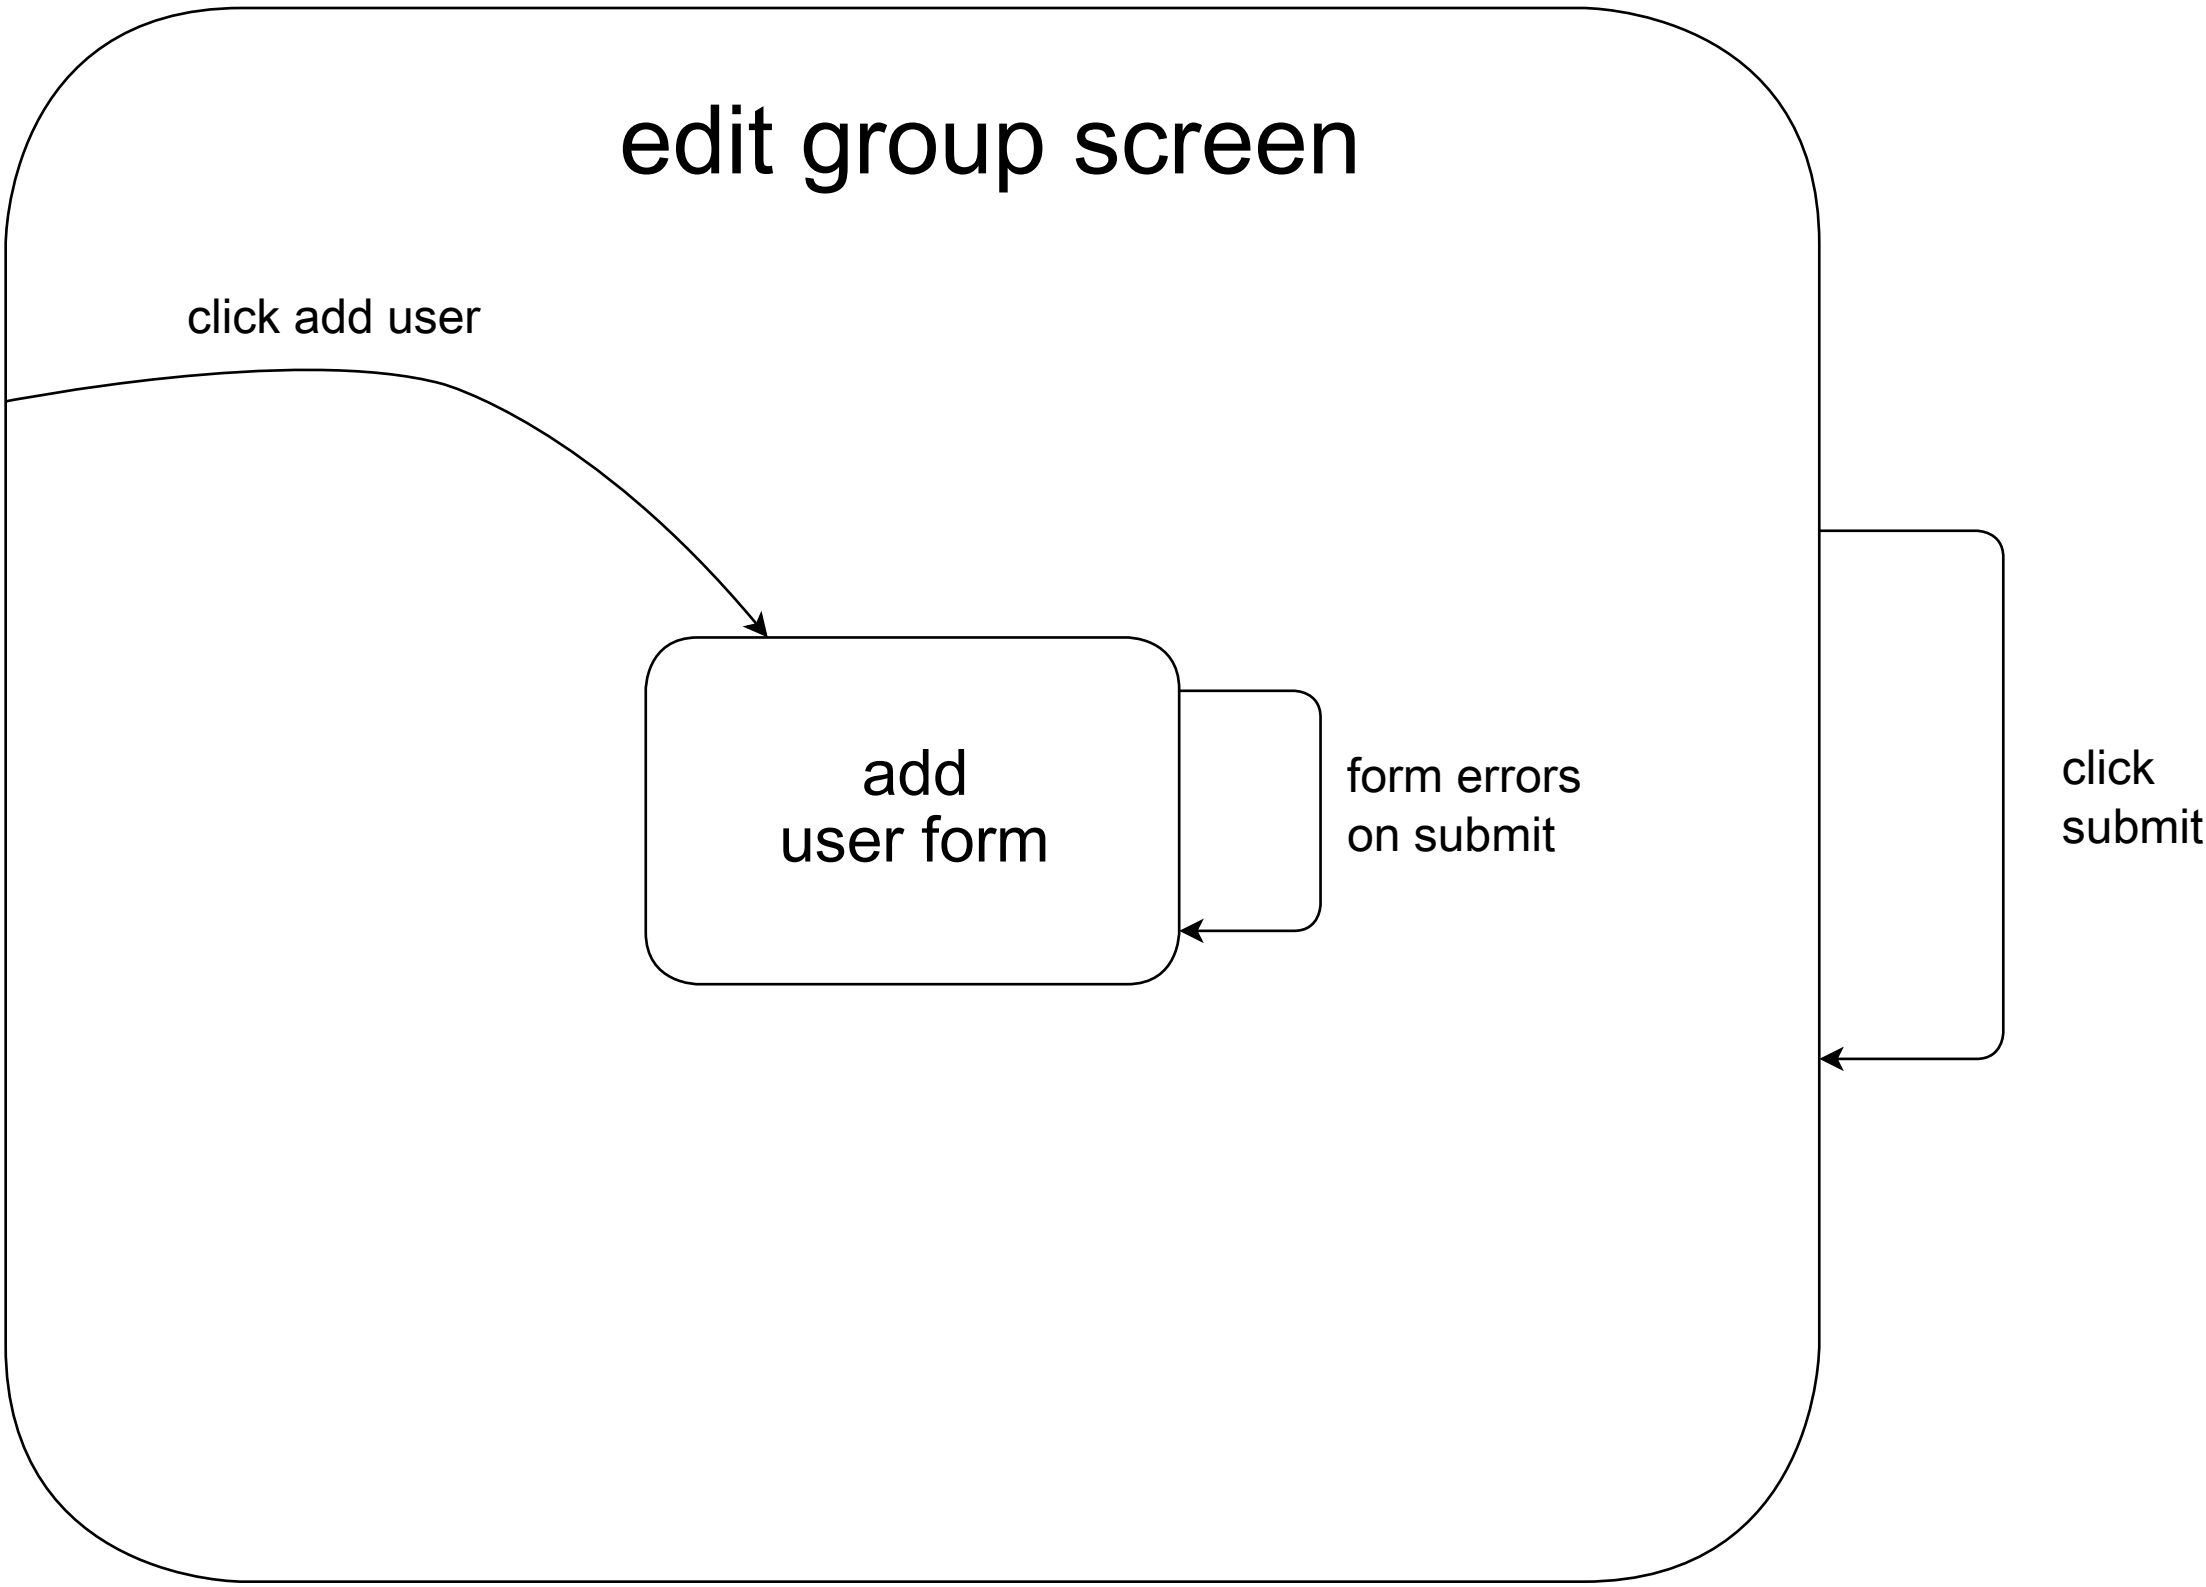 edit group screen
click add user
add
user form
form errors
on submit
click
submit